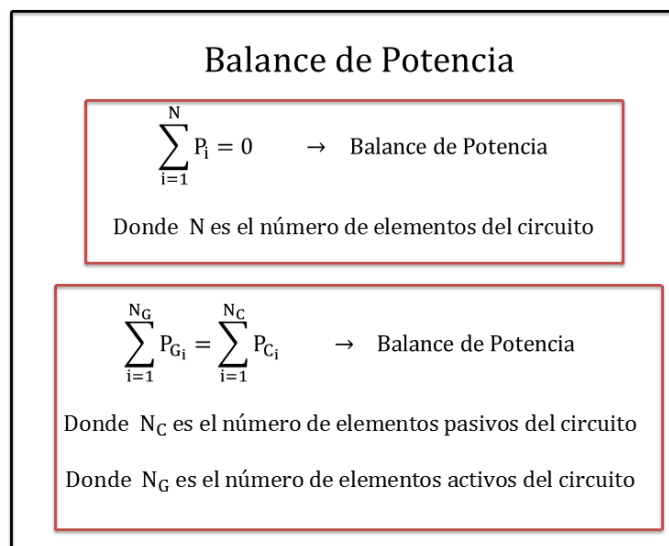 Balance de Potencia
N
∑ Pᵢ = 0 → Balance de Potencia
i=1
Donde N es el número de elementos del circuito
N_G N_C
∑ P_Gᵢ = ∑ P_Cᵢ → Balance de Potencia
i=1 i=1
Donde N_C es el número de elementos pasivos del circuito
Donde N_G es el número de elementos activos del circuito